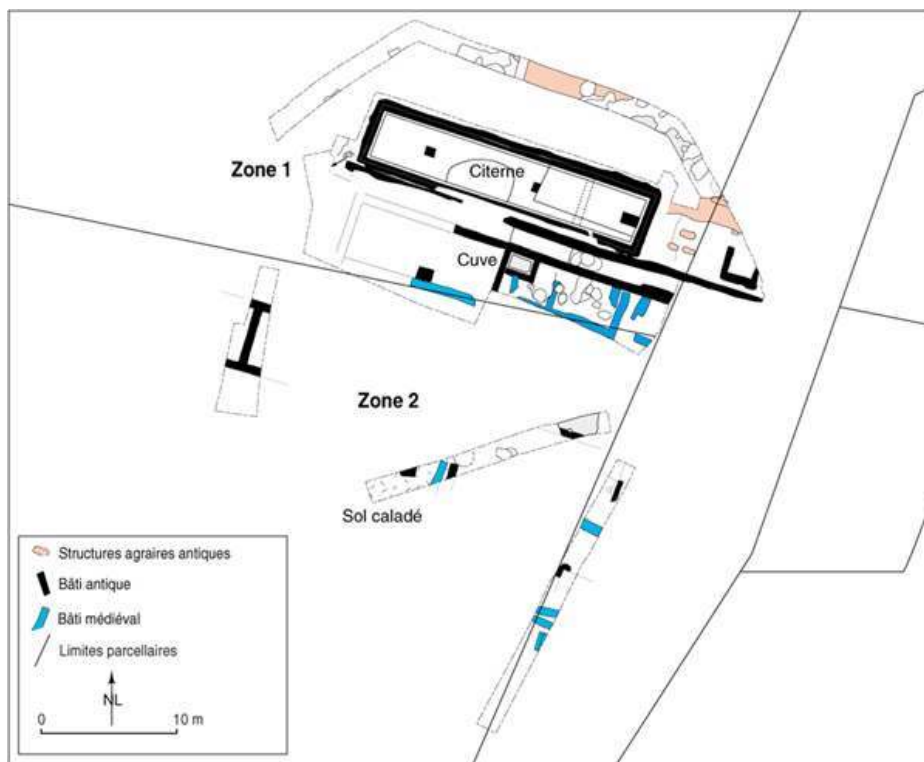 Zone 1
Citerne
Cuve
Zone 2
Sol caladé
Structures agraires antiques
Bâti antique
Bâti médiéval
Limites parcellaires
NL
0 10 m